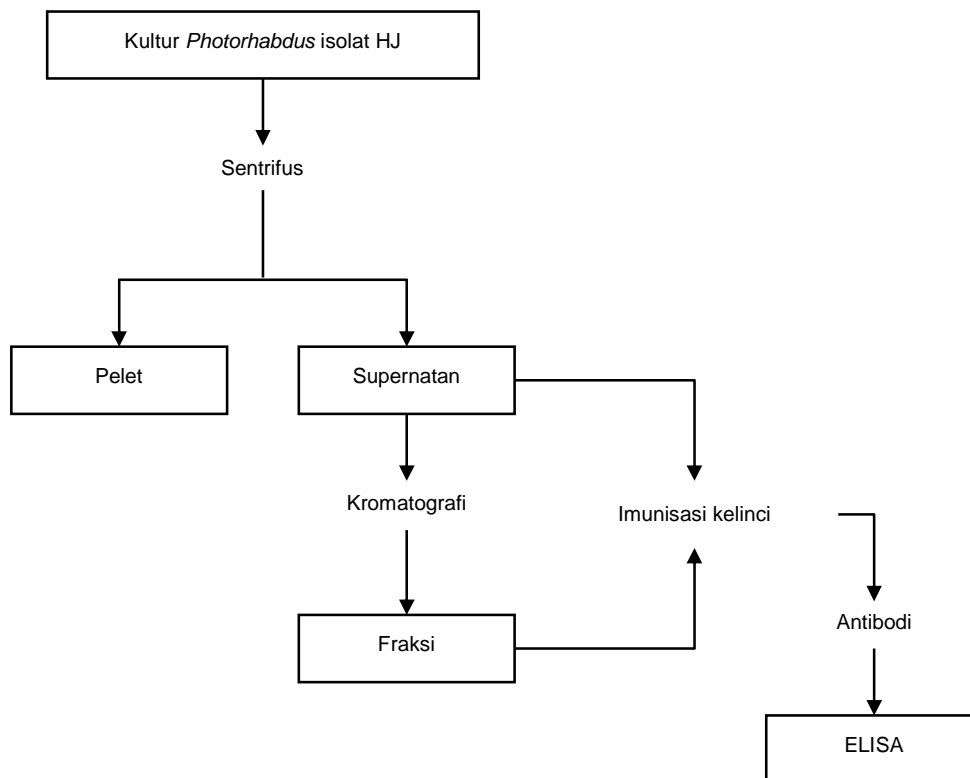 Kultur Photorhabdus isolat HJ
Sentrifus
Pelet
Supernatan
Kromatografi
Imunisasi kelinci
Fraksi
Antibodi
ELISA